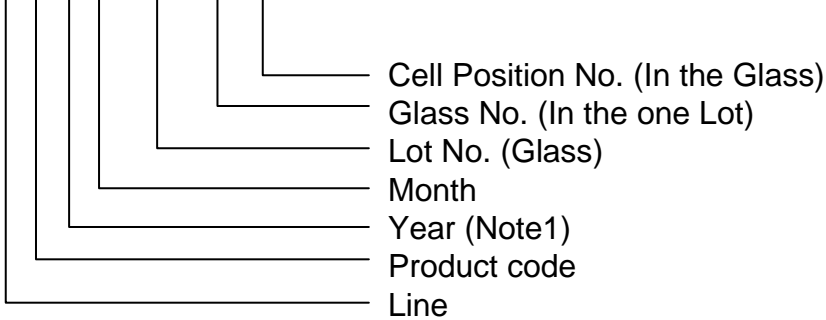 Cell Position No. (In the Glass)
Glass No. (In the one Lot)
Lot No. (Glass)
Month
Year (Note1)
Product code
Line